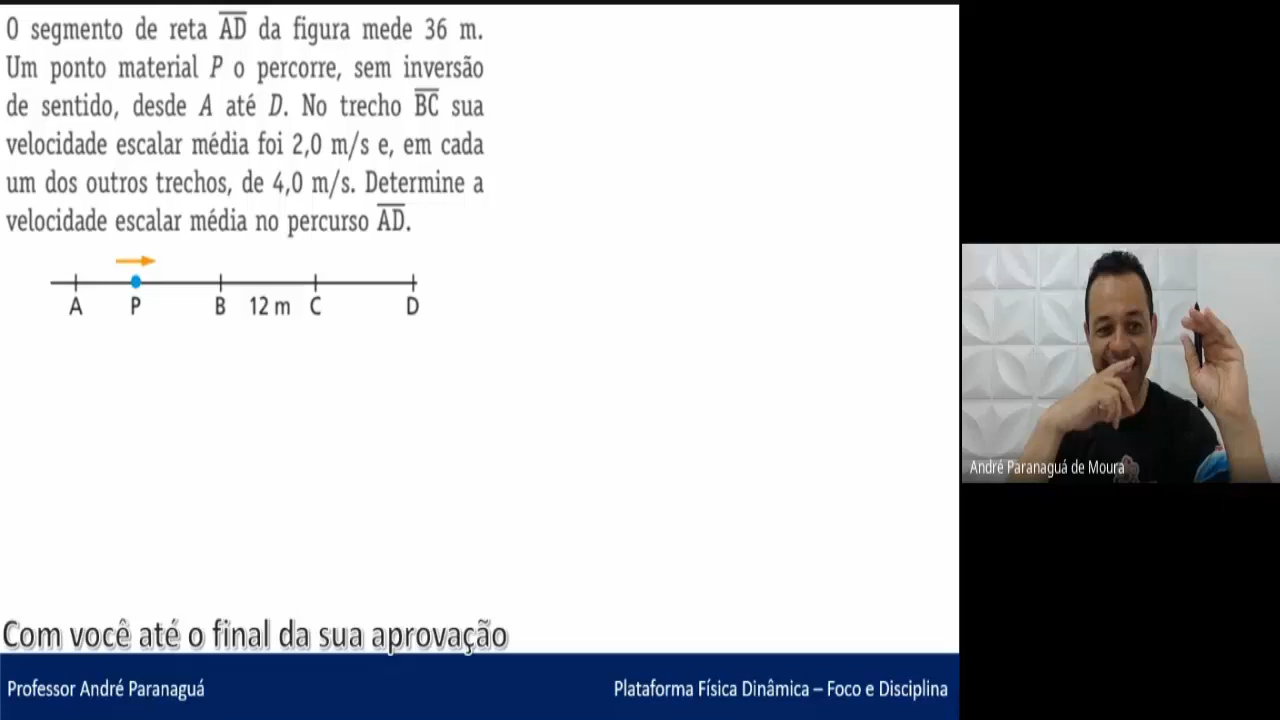 O segmento de reta A̅D̅ da figura mede 36 m.
Um ponto material P o percorre, sem inversão
de sentido, desde A até D. No trecho B̅C̅ sua
velocidade escalar média foi 2,0 m/s e, em cada
um dos outros trechos, de 4,0 m/s. Determine a
velocidade escalar média no percurso A̅D̅.
A P B 12 m C D
André Paranaguá de Moura
Com você até o final da sua aprovação
Professor André Paranaguá
Plataforma Física Dinâmica – Foco e Disciplina